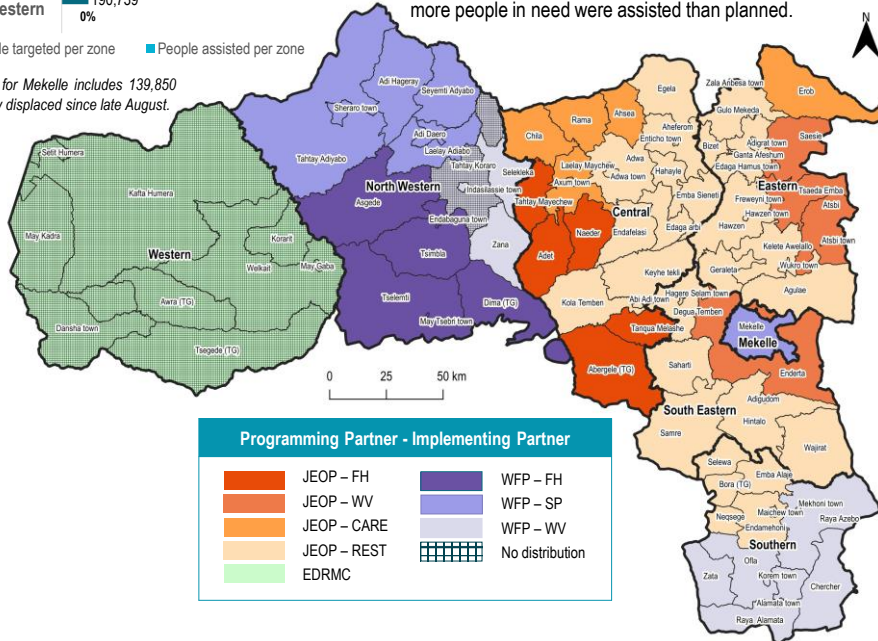 estern
190,739
0%
more people in need were assisted than planned.
le targeted per zone
People assisted per zone
for Mekelle includes 139,850
y displaced since late August.
N
Setit Humera
Kafta Humera
May Kadra
Western
Korarit
Welkait
May Gaba
Awra (TG)
Dansha town
Tsegede (TG)
Adi Hageray
Seyemti Adyabo
Sheraro town
Adi Daero
Laelay Adiabo
Tahtay Adiyabo
Tahtay Koraro
Selekleka
North Western
Indasilassie town
Asgede
Endabaguna town
Tsimbla
Zana
Tselemti
Dima (TG)
May Tsebri town
Egela
Rama
Ahsea
Chila
Aheferom
Enticho town
Adwa
Laelay Maychew
Adwa town
Hahayle
Axum town
Tahtay Mayechew
Emba Sieneti
Central
Naeder
Endafelasi
Edaga arbi
Adet
Keyhe tekli
Kola Temben
Abi Adi town
Tanqua Melashe
Abergele (TG)
Zala Anbesa town
Erob
Gulo Mekeda
Saesie
Bizet
Adigrat town
Ganta Afeshum
Edaga Hamus town
Eastern
Tsaeda Emba
Freweyni town
Atsbi
Hawzen town
Hawzen
Atsbi town
Kelete Awelallo
Wukro town
Geraleta
Agulae
Hagere Selam town
Degua Temben
Mekelle
Mekelle
Saharti
Enderta
Adigudom
South Eastern
Hintalo
Samre
Wajirat
Selewa
Emba Alaje
Bora (TG)
Mekhoni town
Neqsege
Maichew town
Raya Azebo
Endamehoni
Southern
Ofla
Zata
Korem town
Chercher
Alamata town
Raya Alamata
0 25 50 km
Programming Partner - Implementing Partner
JEOP – FH
JEOP – WV
JEOP – CARE
JEOP – REST
EDRMC
WFP – FH
WFP – SP
WFP – WV
No distribution